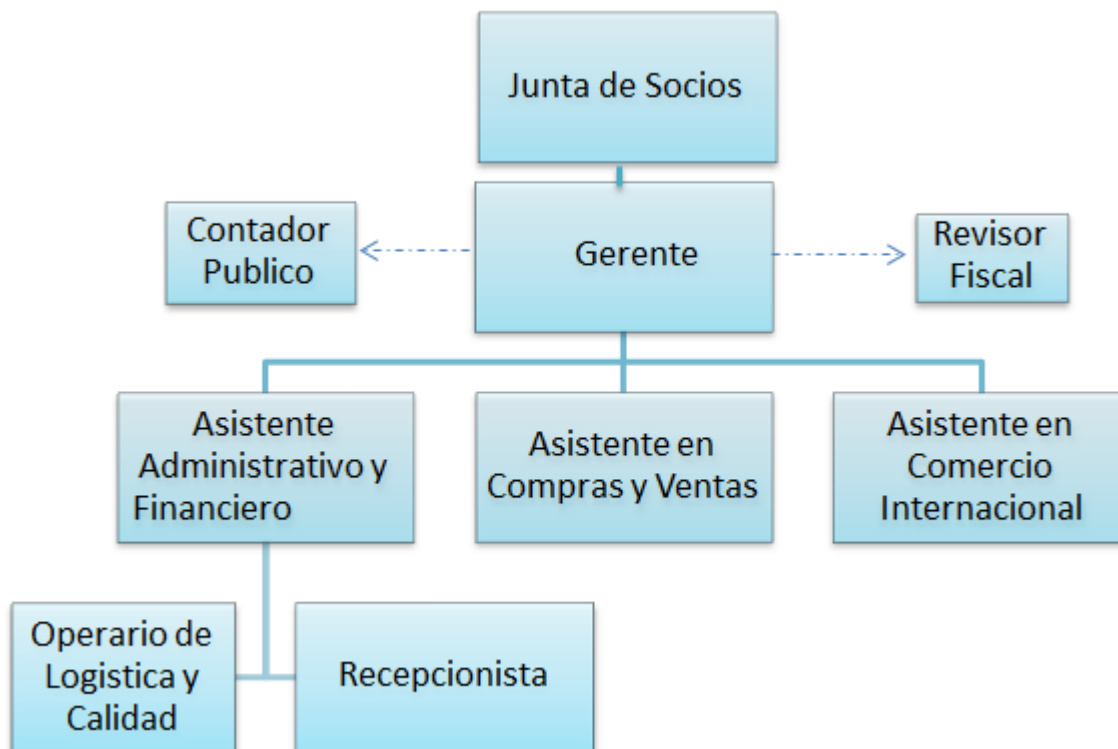 Junta de Socios
Contador
Publico
Gerente
Revisor
Fiscal
Asistente
Administrativo y
Financiero
Asistente en
Compras y Ventas
Asistente en
Comercio
Internacional
Operario de
Logistica y
Calidad
Recepcionista